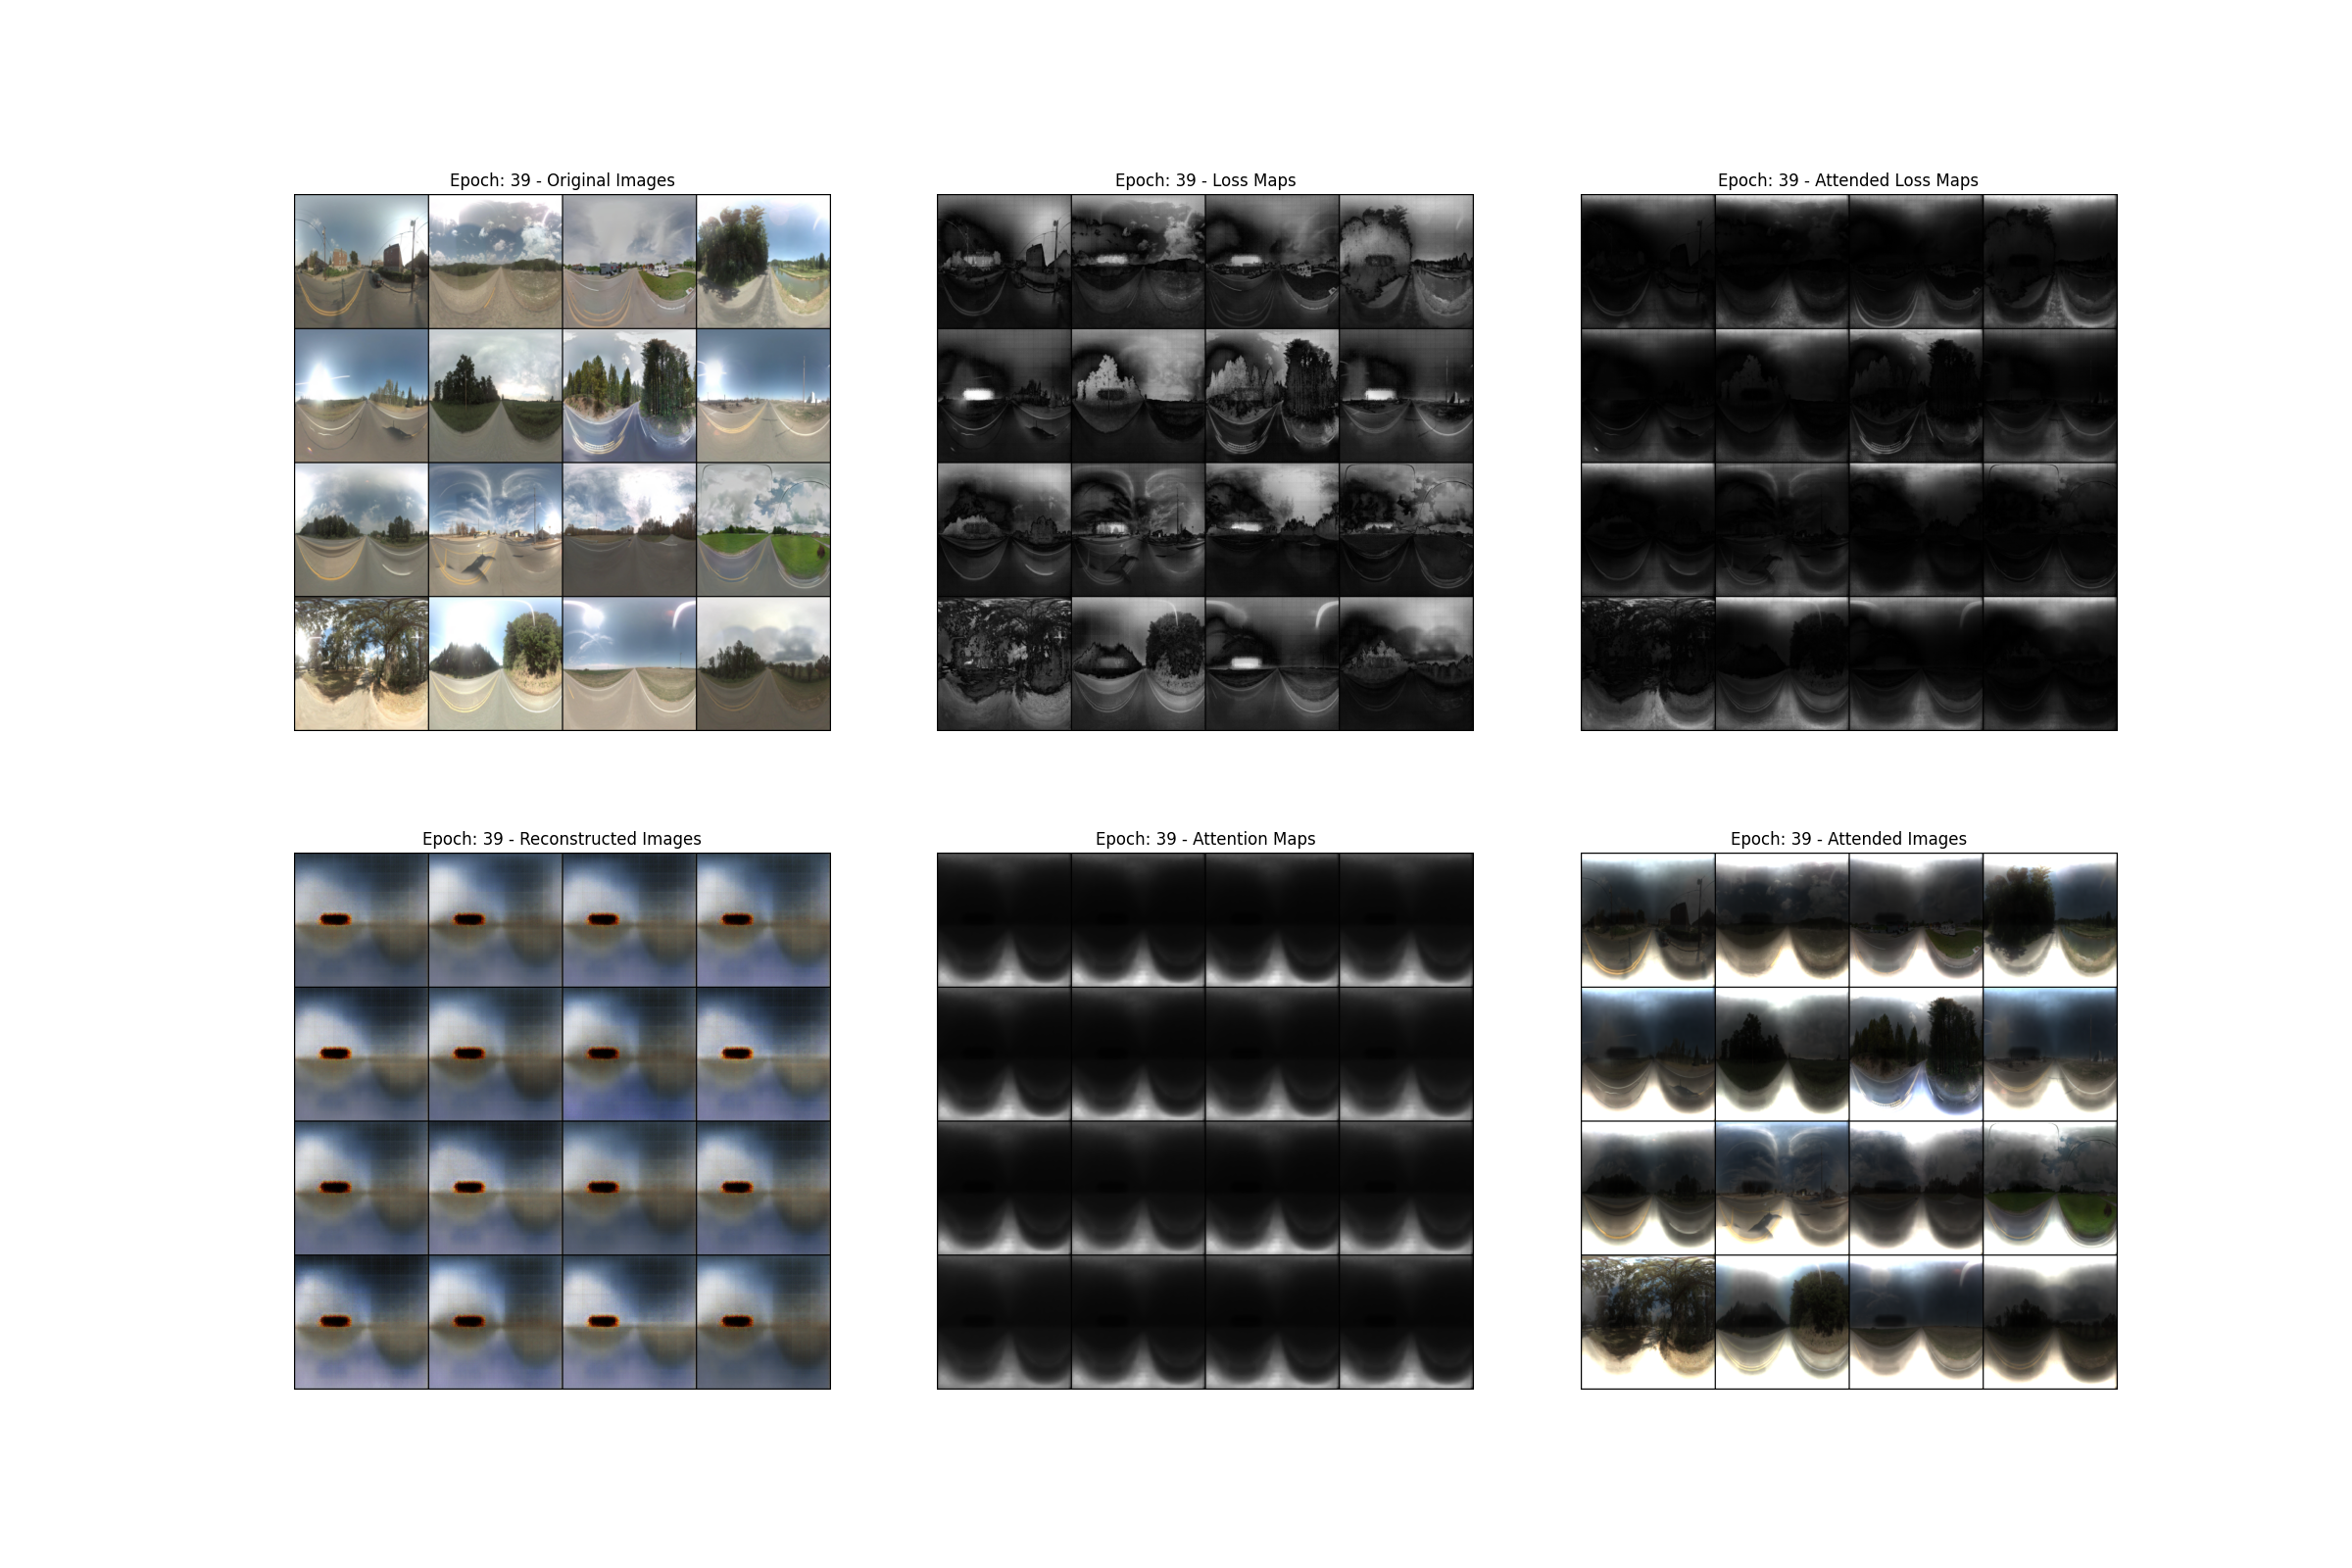 Epoch: 39 - Original Images
Epoch: 39 - Loss Maps
Epoch: 39 - Attended Loss Maps
Epoch: 39 - Reconstructed Images
Epoch: 39 - Attention Maps
Epoch: 39 - Attended Images